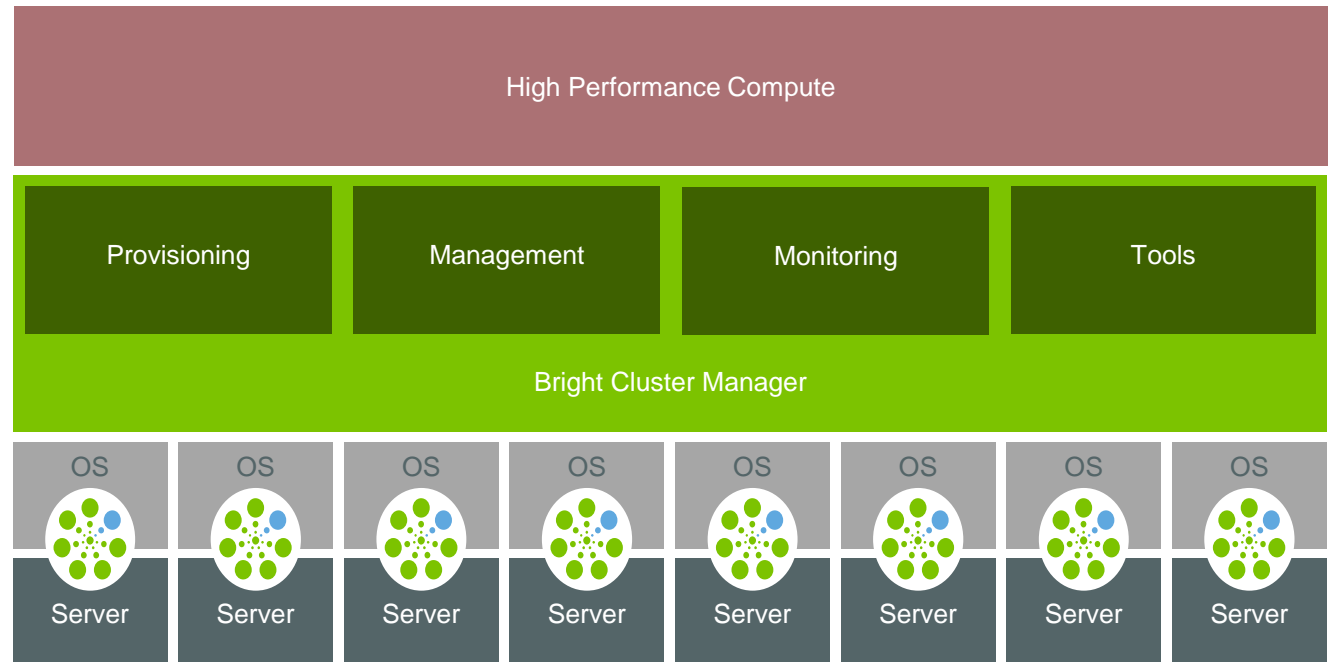 High Performance Compute
Provisioning
Management
Monitoring
Tools
Bright Cluster Manager
OS
OS
OS
OS
OS
OS
OS
OS
Server
Server
Server
Server
Server
Server
Server
Server